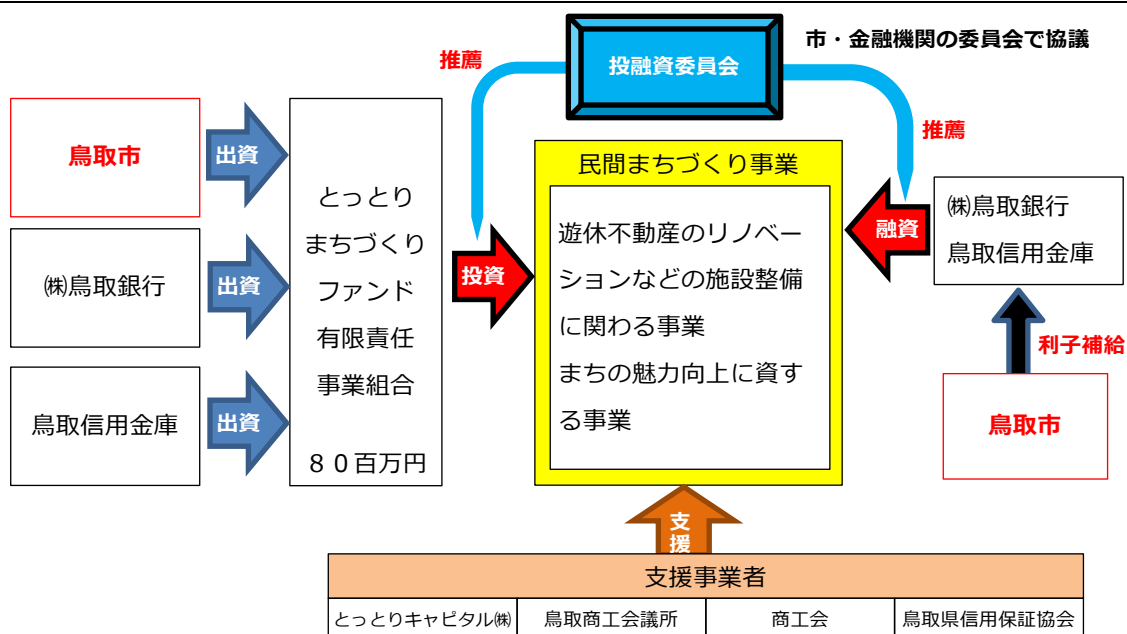 市・金融機関の委員会で協議
投融資委員会
推薦
推薦
鳥取市
出資
㈱鳥取銀行
出資
鳥取信用金庫
出資
とっとり
まちづくり
ファンド
有限責任
事業組合
８０百万円
投資
民間まちづくり事業
遊休不動産のリノベー
ションなどの施設整備
に関わる事業
まちの魅力向上に資す
る事業
融資
㈱鳥取銀行
鳥取信用金庫
利子補給
鳥取市
支援
支援事業者
とっとりキャピタル㈱
鳥取商工会議所
商工会
鳥取県信用保証協会